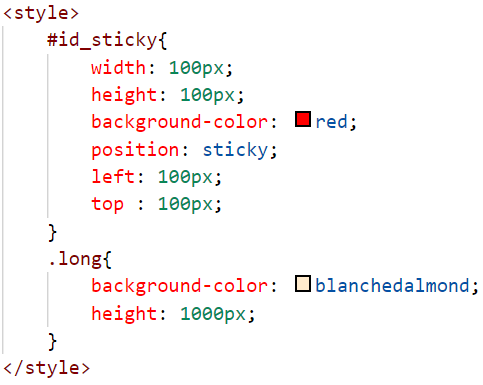 <style>
#id_sticky{
width: 100px;
height: 100px;
background-color: red;
position: sticky;
left: 100px;
top : 100px;
}
.long{
background-color: blanchedalmond;
height: 1000px;
}
</style>